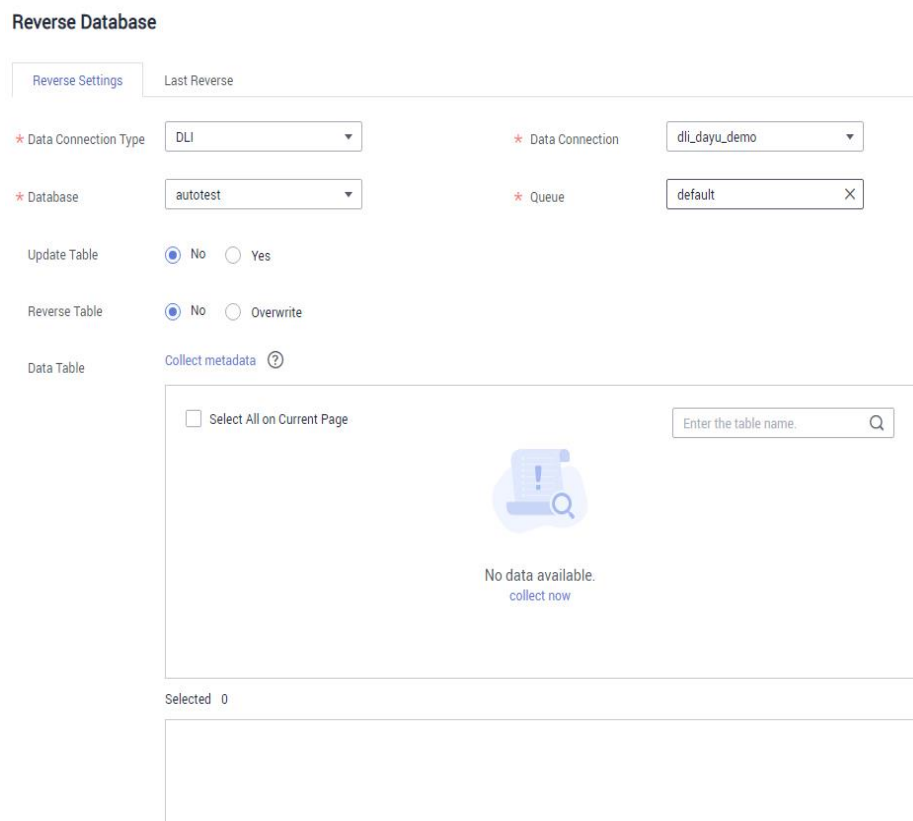 Reverse Database
Reverse Settings Last Reverse
* Data Connection Type DLI * Data Connection dli_dayu_demo
* Database autotest * Queue default
Update Table No Yes
Reverse Table No Overwrite
Data Table Collect metadata ?
Select All on Current Page Enter the table name.
No data available.
collect now
Selected 0